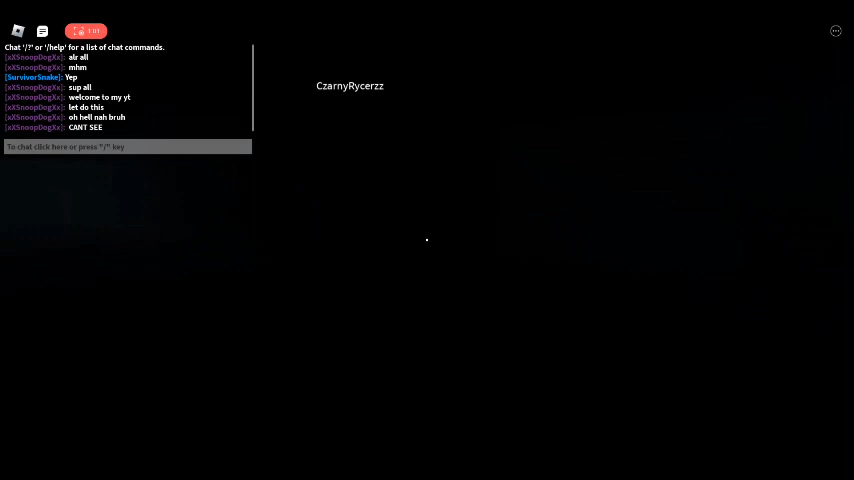 Chat '/?' or '/help' for a list of chat commands.
[xXSnoopDogXx]: alr all
[xXSnoopDogXx]: mhm
[SurvivorSnake]: Yep
[xXSnoopDogXx]: sup all
[xXSnoopDogXx]: welcome to my yt
[xXSnoopDogXx]: let do this
[xXSnoopDogXx]: oh hell nah bruh
[xXSnoopDogXx]: CANT SEE
To chat click here or press "/" key
CzarnyRycerzz